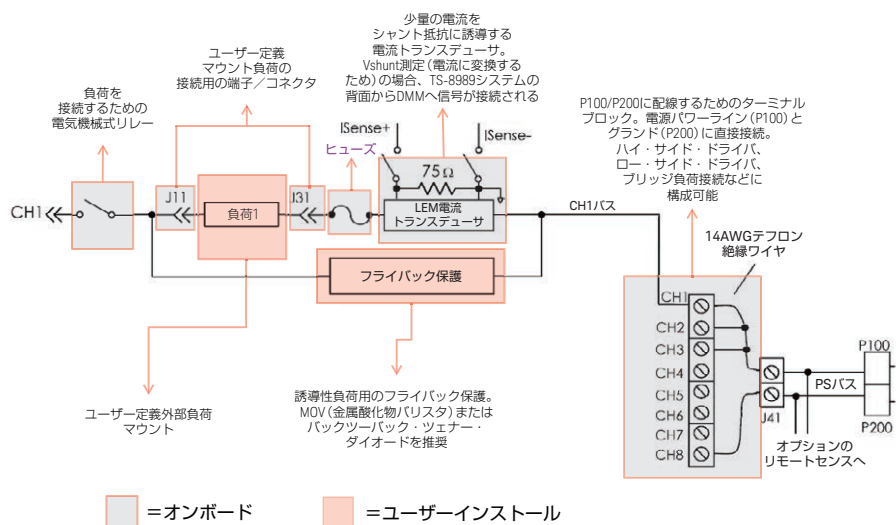 少量の電流を
シャント抵抗に誘導する
電流トランスデューサ。
Vshunt測定（電流に変換する
ため）の場合、TS-8989システムの
背面からDMMへ信号が接続される
ユーザー定義
マウント負荷の
接続用の端子／コネクタ
負荷を
接続するための
電気機械式リレー
P100/P200に配線するためのターミナル
ブロック。電源パワーライン（P100）と
グランド（P200）に直接接続。
ハイ・サイド・ドライバ、
ロー・サイド・ドライバ、
ブリッジ負荷接続などに
構成可能
ISense+
ISense-
ヒューズ
75Ω
J11
J31
CH1
負荷1
LEM電流
トランスデューサ
CH1バス
14AWGテフロン
絶縁ワイヤ
フライバック保護
CH1
CH2
CH3
CH4
CH5
CH6
CH7
CH8
J41
P100
PSバス
P200
オプションの
リモートセンスへ
ユーザー定義外部負荷
マウント
誘導性負荷用のフライバック保護。
MOV（金属酸化物バリスタ）または
バックツーバック・ツェナー・
ダイオードを推奨
=オンボード
=ユーザーインストール